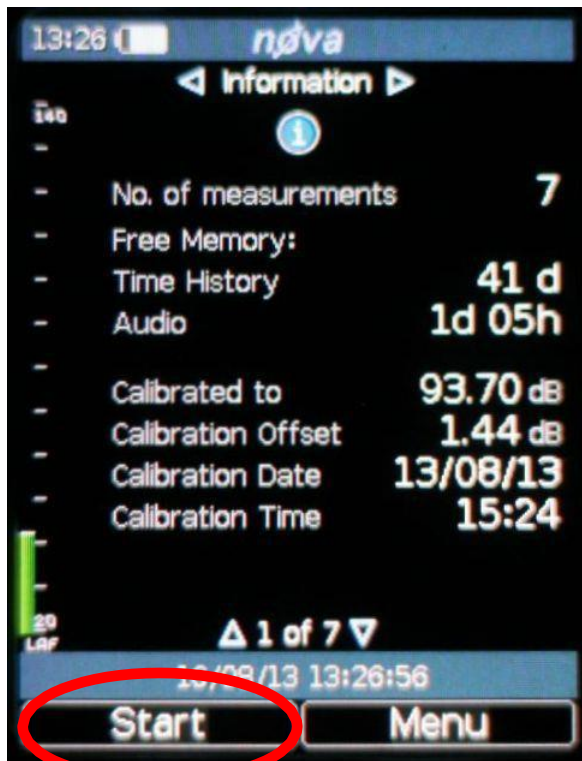 13:26 nøva
Information
140
i
No. of measurements 7
Free Memory:
Time History 41 d
Audio 1d 05h
Calibrated to 93.70 dB
Calibration Offset 1.44 dB
Calibration Date 13/08/13
Calibration Time 15:24
20
LAF
1 of 7
/13 13:26:56
Start Menu